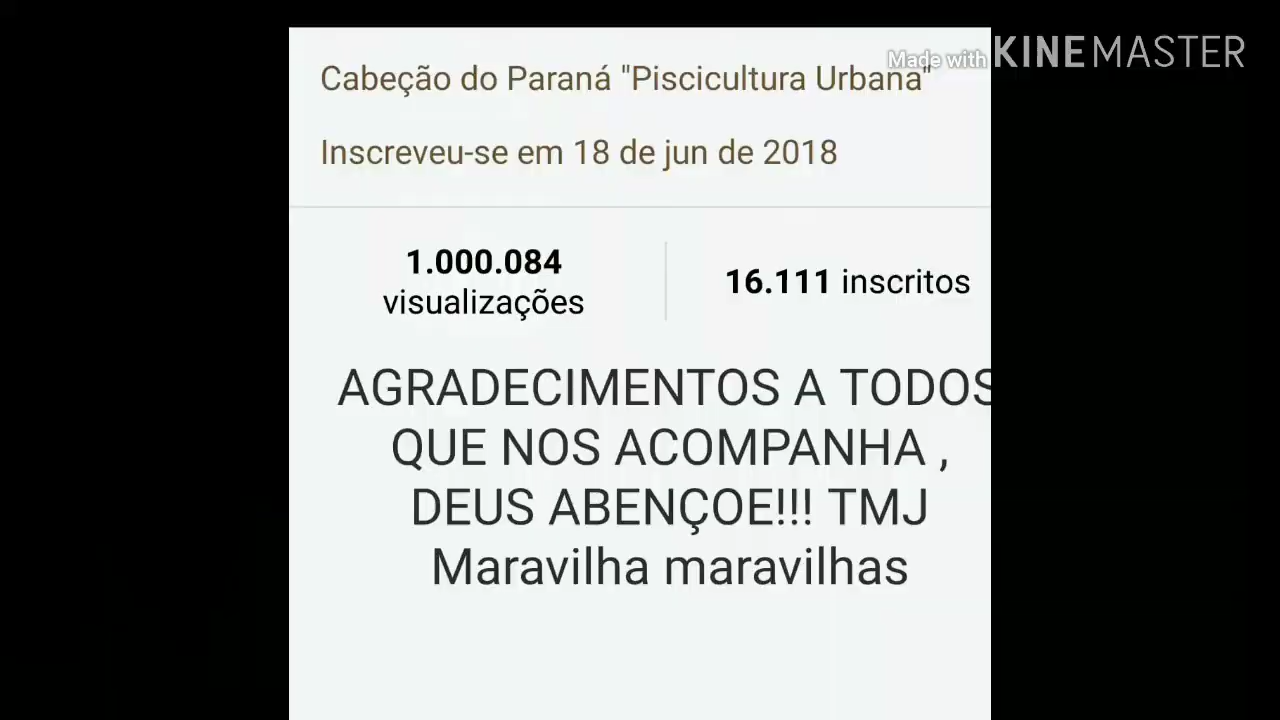 Made with KINEMASTER
Cabeção do Paraná "Piscicultura Urbana"
Inscreveu-se em 18 de jun de 2018
1.000.084
visualizações
16.111 inscritos
AGRADECIMENTOS A TODOS
QUE NOS ACOMPANHA ,
DEUS ABENÇOE!!! TMJ
Maravilha maravilhas